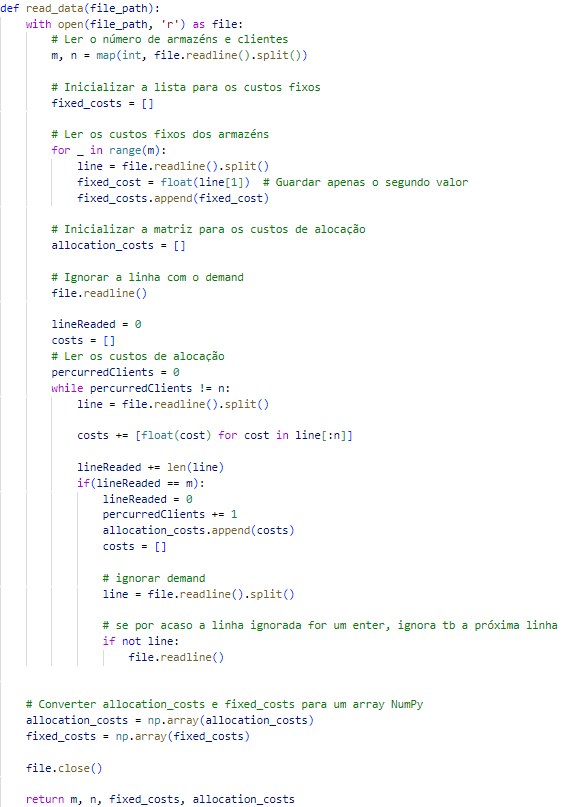 def read_data(file_path):
    with open(file_path, 'r') as file:
        # Ler o número de armazéns e clientes
        m, n = map(int, file.readline().split())

        # Inicializar a lista para os custos fixos
        fixed_costs = []

        # Ler os custos fixos dos armazéns
        for _ in range(m):
            line = file.readline().split()
            fixed_cost = float(line[1])  # Guardar apenas o segundo valor
            fixed_costs.append(fixed_cost)

        # Inicializar a matriz para os custos de alocação
        allocation_costs = []

        # Ignorar a linha com o demand
        file.readline()

        lineReaded = 0
        costs = []
        # Ler os custos de alocação
        percurredClients = 0
        while percurredClients != n:
            line = file.readline().split()

            costs += [float(cost) for cost in line[:n]]

            lineReaded += len(line)
            if(lineReaded == m):
                lineReaded = 0
                percurredClients += 1
                allocation_costs.append(costs)
                costs = []

                # ignorar demand
                line = file.readline().split()

                # se por acaso a linha ignorada for um enter, ignora tb a próxima linha
                if not line:
                    file.readline()

    # Converter allocation_costs e fixed_costs para um array NumPy
    allocation_costs = np.array(allocation_costs)
    fixed_costs = np.array(fixed_costs)

    file.close()

    return m, n, fixed_costs, allocation_costs